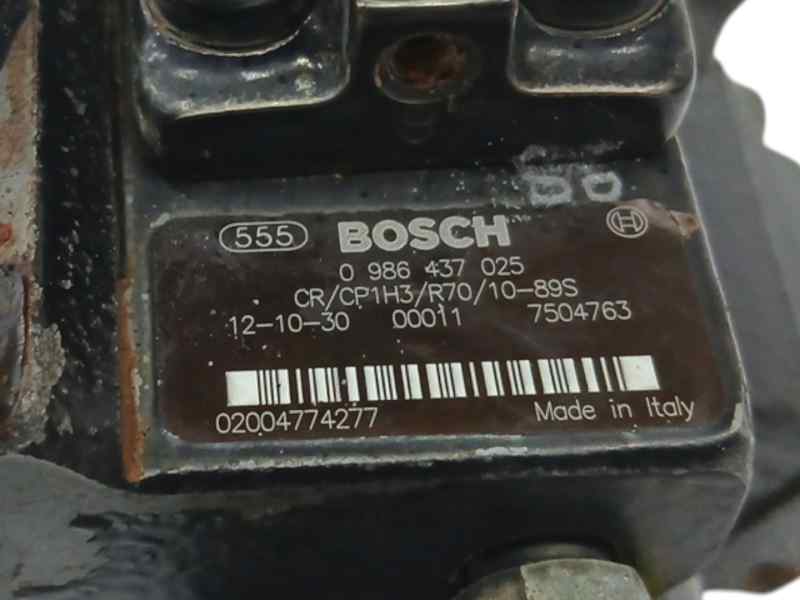 555 BOSCH
0 986 437 025
CR/CP1H3/R70/10-89S
12-10-30 00011 7504763
02004774277 Made in Italy